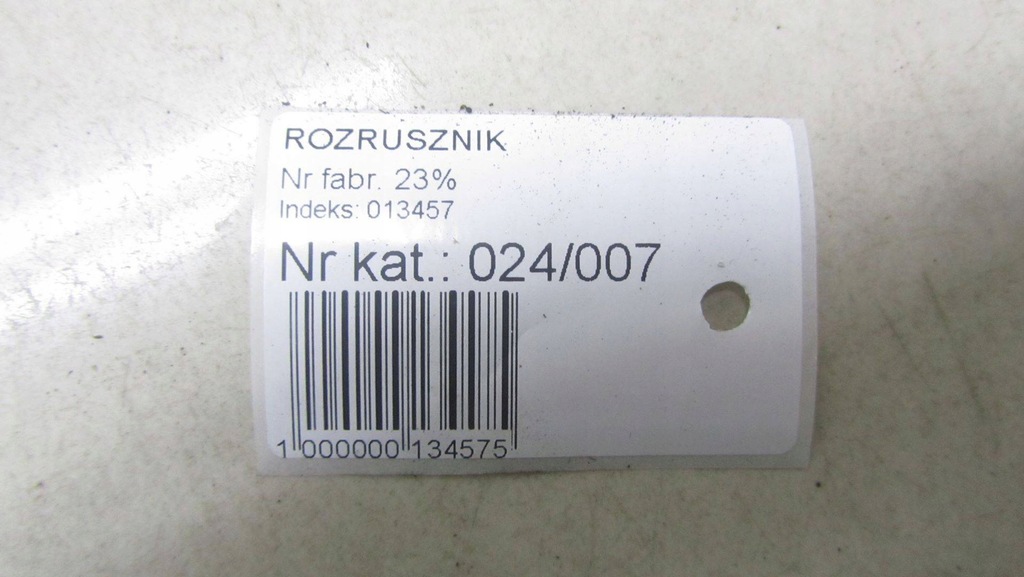 ROZRUSZNIK
Nr fabr. 23%
Indeks: 013457
Nr kat.: 024/007
1 000000 134575